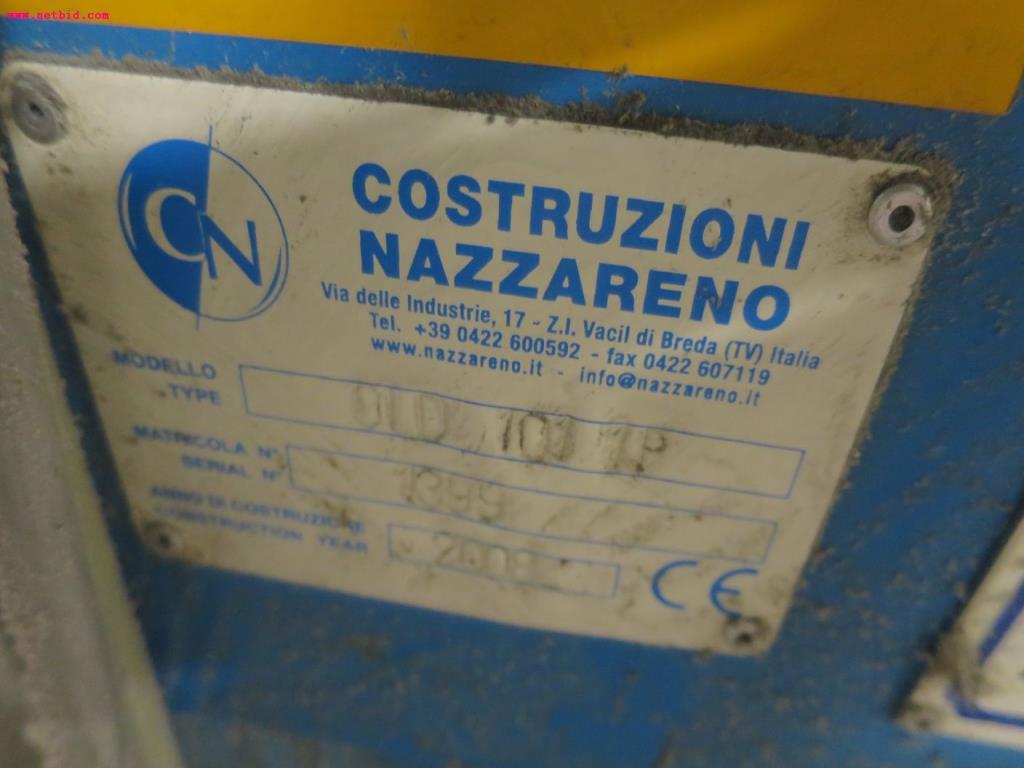 www.netbid.com
CN
COSTRUZIONI
NAZZARENO
Via delle Industrie, 17 - Z.I. Vacil di Breda (TV) Italia
Tel. +39 0422 600592 - fax 0422 607119
www.nazzareno.it - info@nazzareno.it
MODELLO
TYPE
101
MATRICOLA N°
SERIAL N°
1399
ANNO DI COSTRUZIONE
CONSTRUCTION YEAR
CE